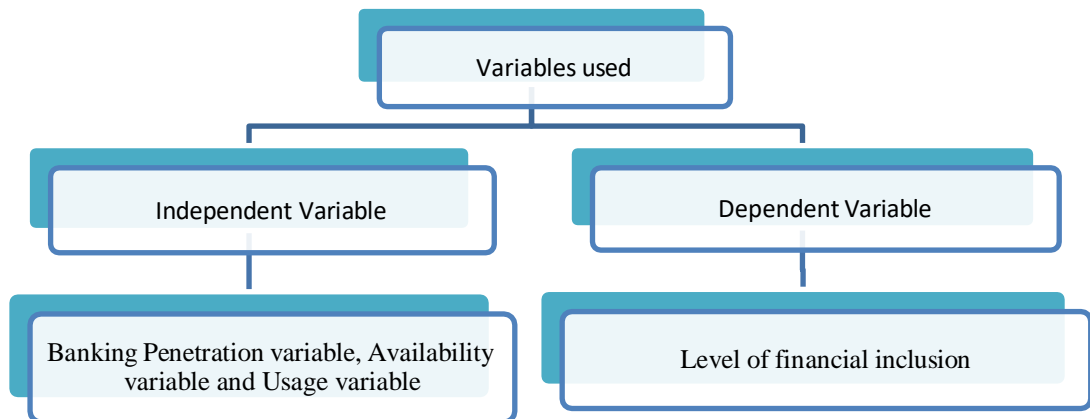 Variables used
Independent Variable
Dependent Variable
Banking Penetration variable, Availability
variable and Usage variable
Level of financial inclusion